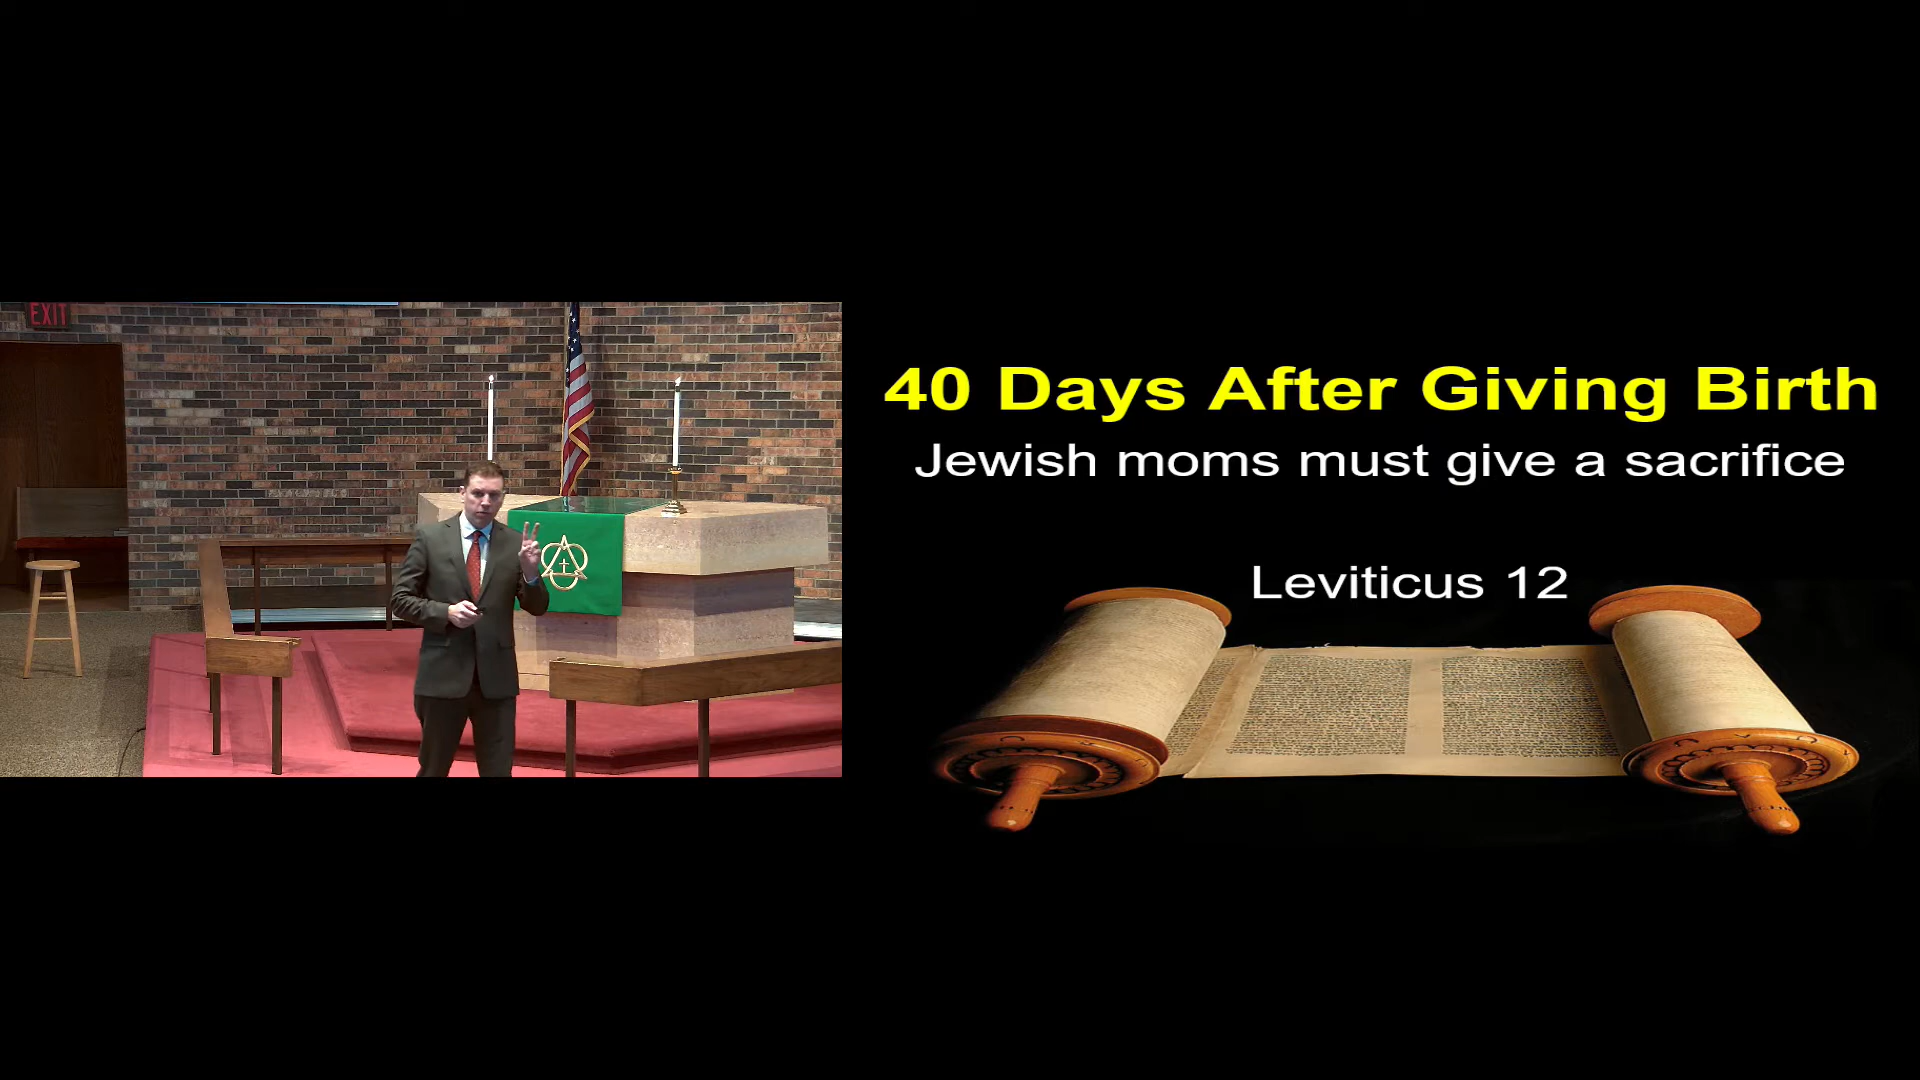 EXIT
40 Days After Giving Birth
Jewish moms must give a sacrifice
Leviticus 12